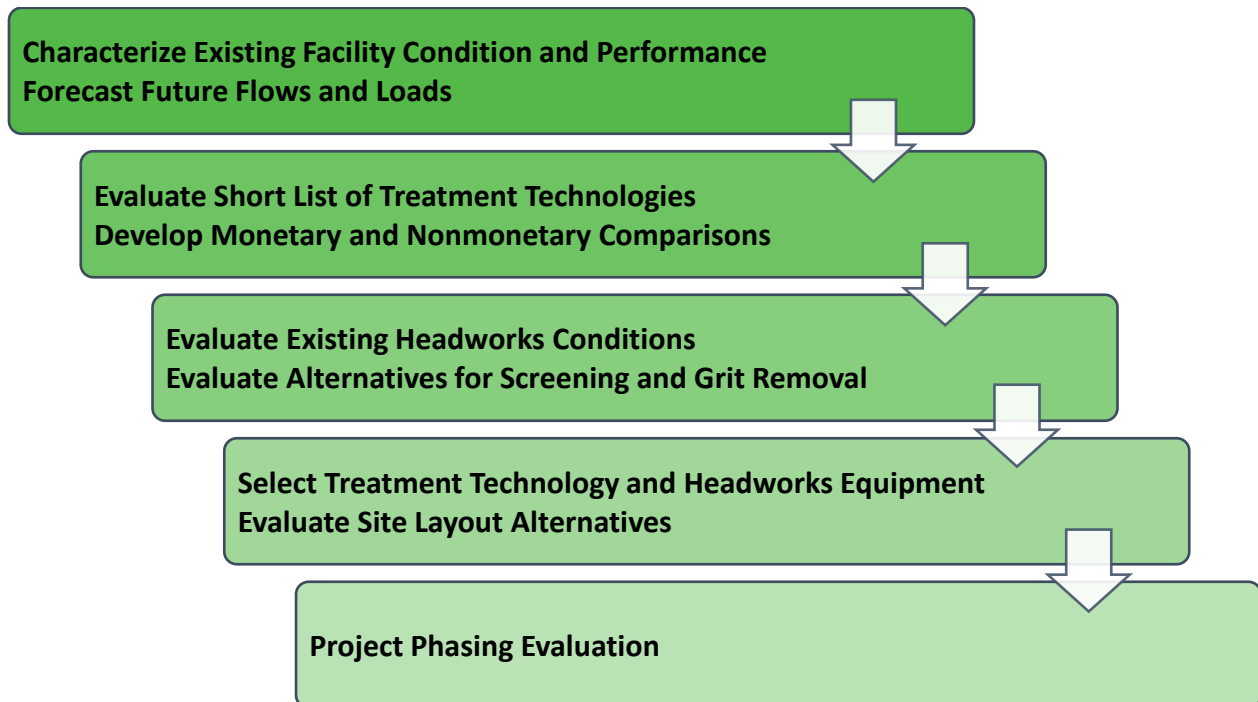 Characterize Existing Facility Condition and Performance
Forecast Future Flows and Loads
Evaluate Short List of Treatment Technologies
Develop Monetary and Nonmonetary Comparisons
Evaluate Existing Headworks Conditions
Evaluate Alternatives for Screening and Grit Removal
Select Treatment Technology and Headworks Equipment
Evaluate Site Layout Alternatives
Project Phasing Evaluation